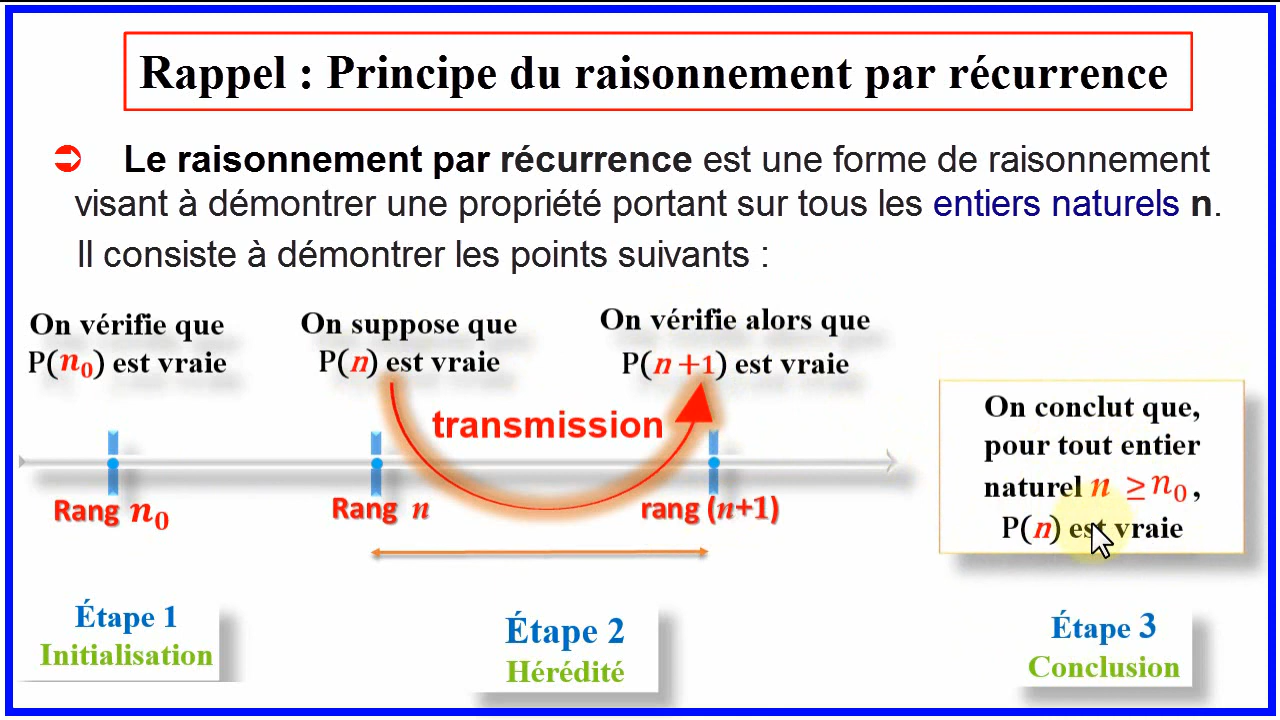 Rappel : Principe du raisonnement par récurrence
➲ Le raisonnement par récurrence est une forme de raisonnement
visant à démontrer une propriété portant sur tous les entiers naturels n.
Il consiste à démontrer les points suivants :
On vérifie que
P(n₀) est vraie
On suppose que
P(n) est vraie
On vérifie alors que
P(n+1) est vraie
transmission
Rang n₀
Rang n
rang (n+1)
On conclut que,
pour tout entier
naturel n ≥ n₀ ,
P(n) est vraie
Étape 1
Initialisation
Étape 2
Hérédité
Étape 3
Conclusion